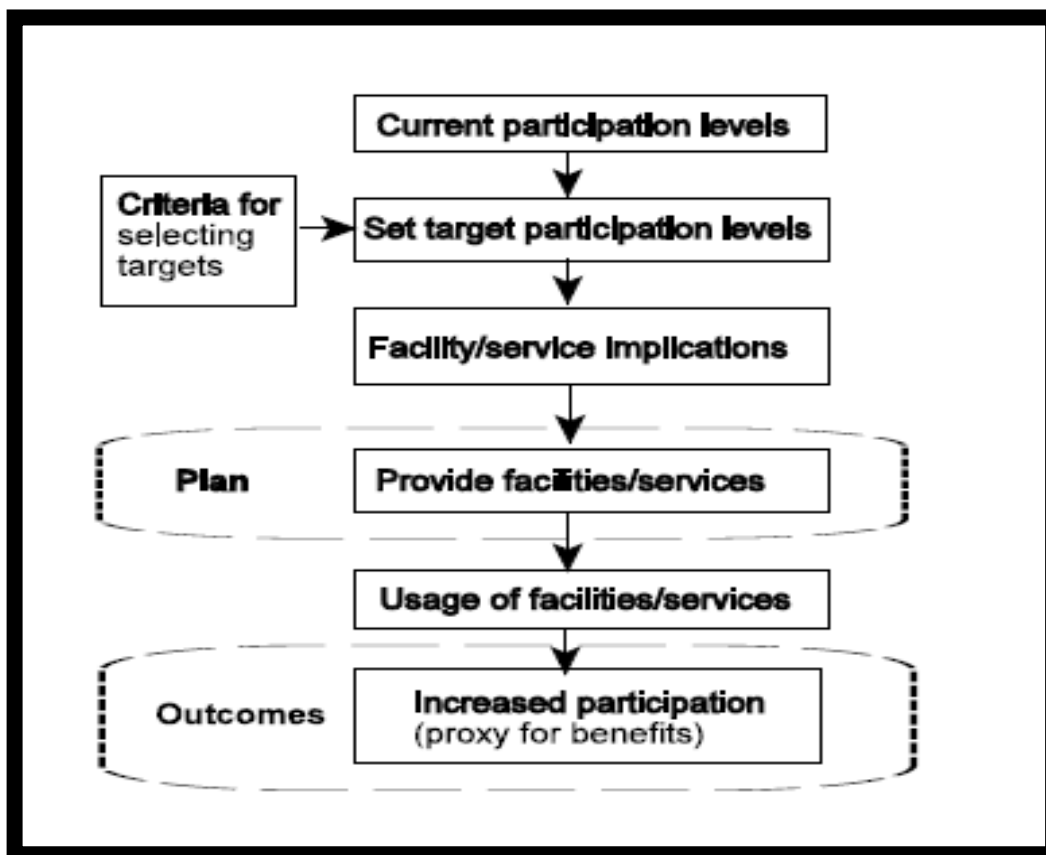 Current participation levels
Criteria for
selecting
targets
Set target participation levels
Facility/service implications
Plan
Provide facilities/services
Usage of facilities/services
Outcomes
Increased participation
(proxy for benefits)